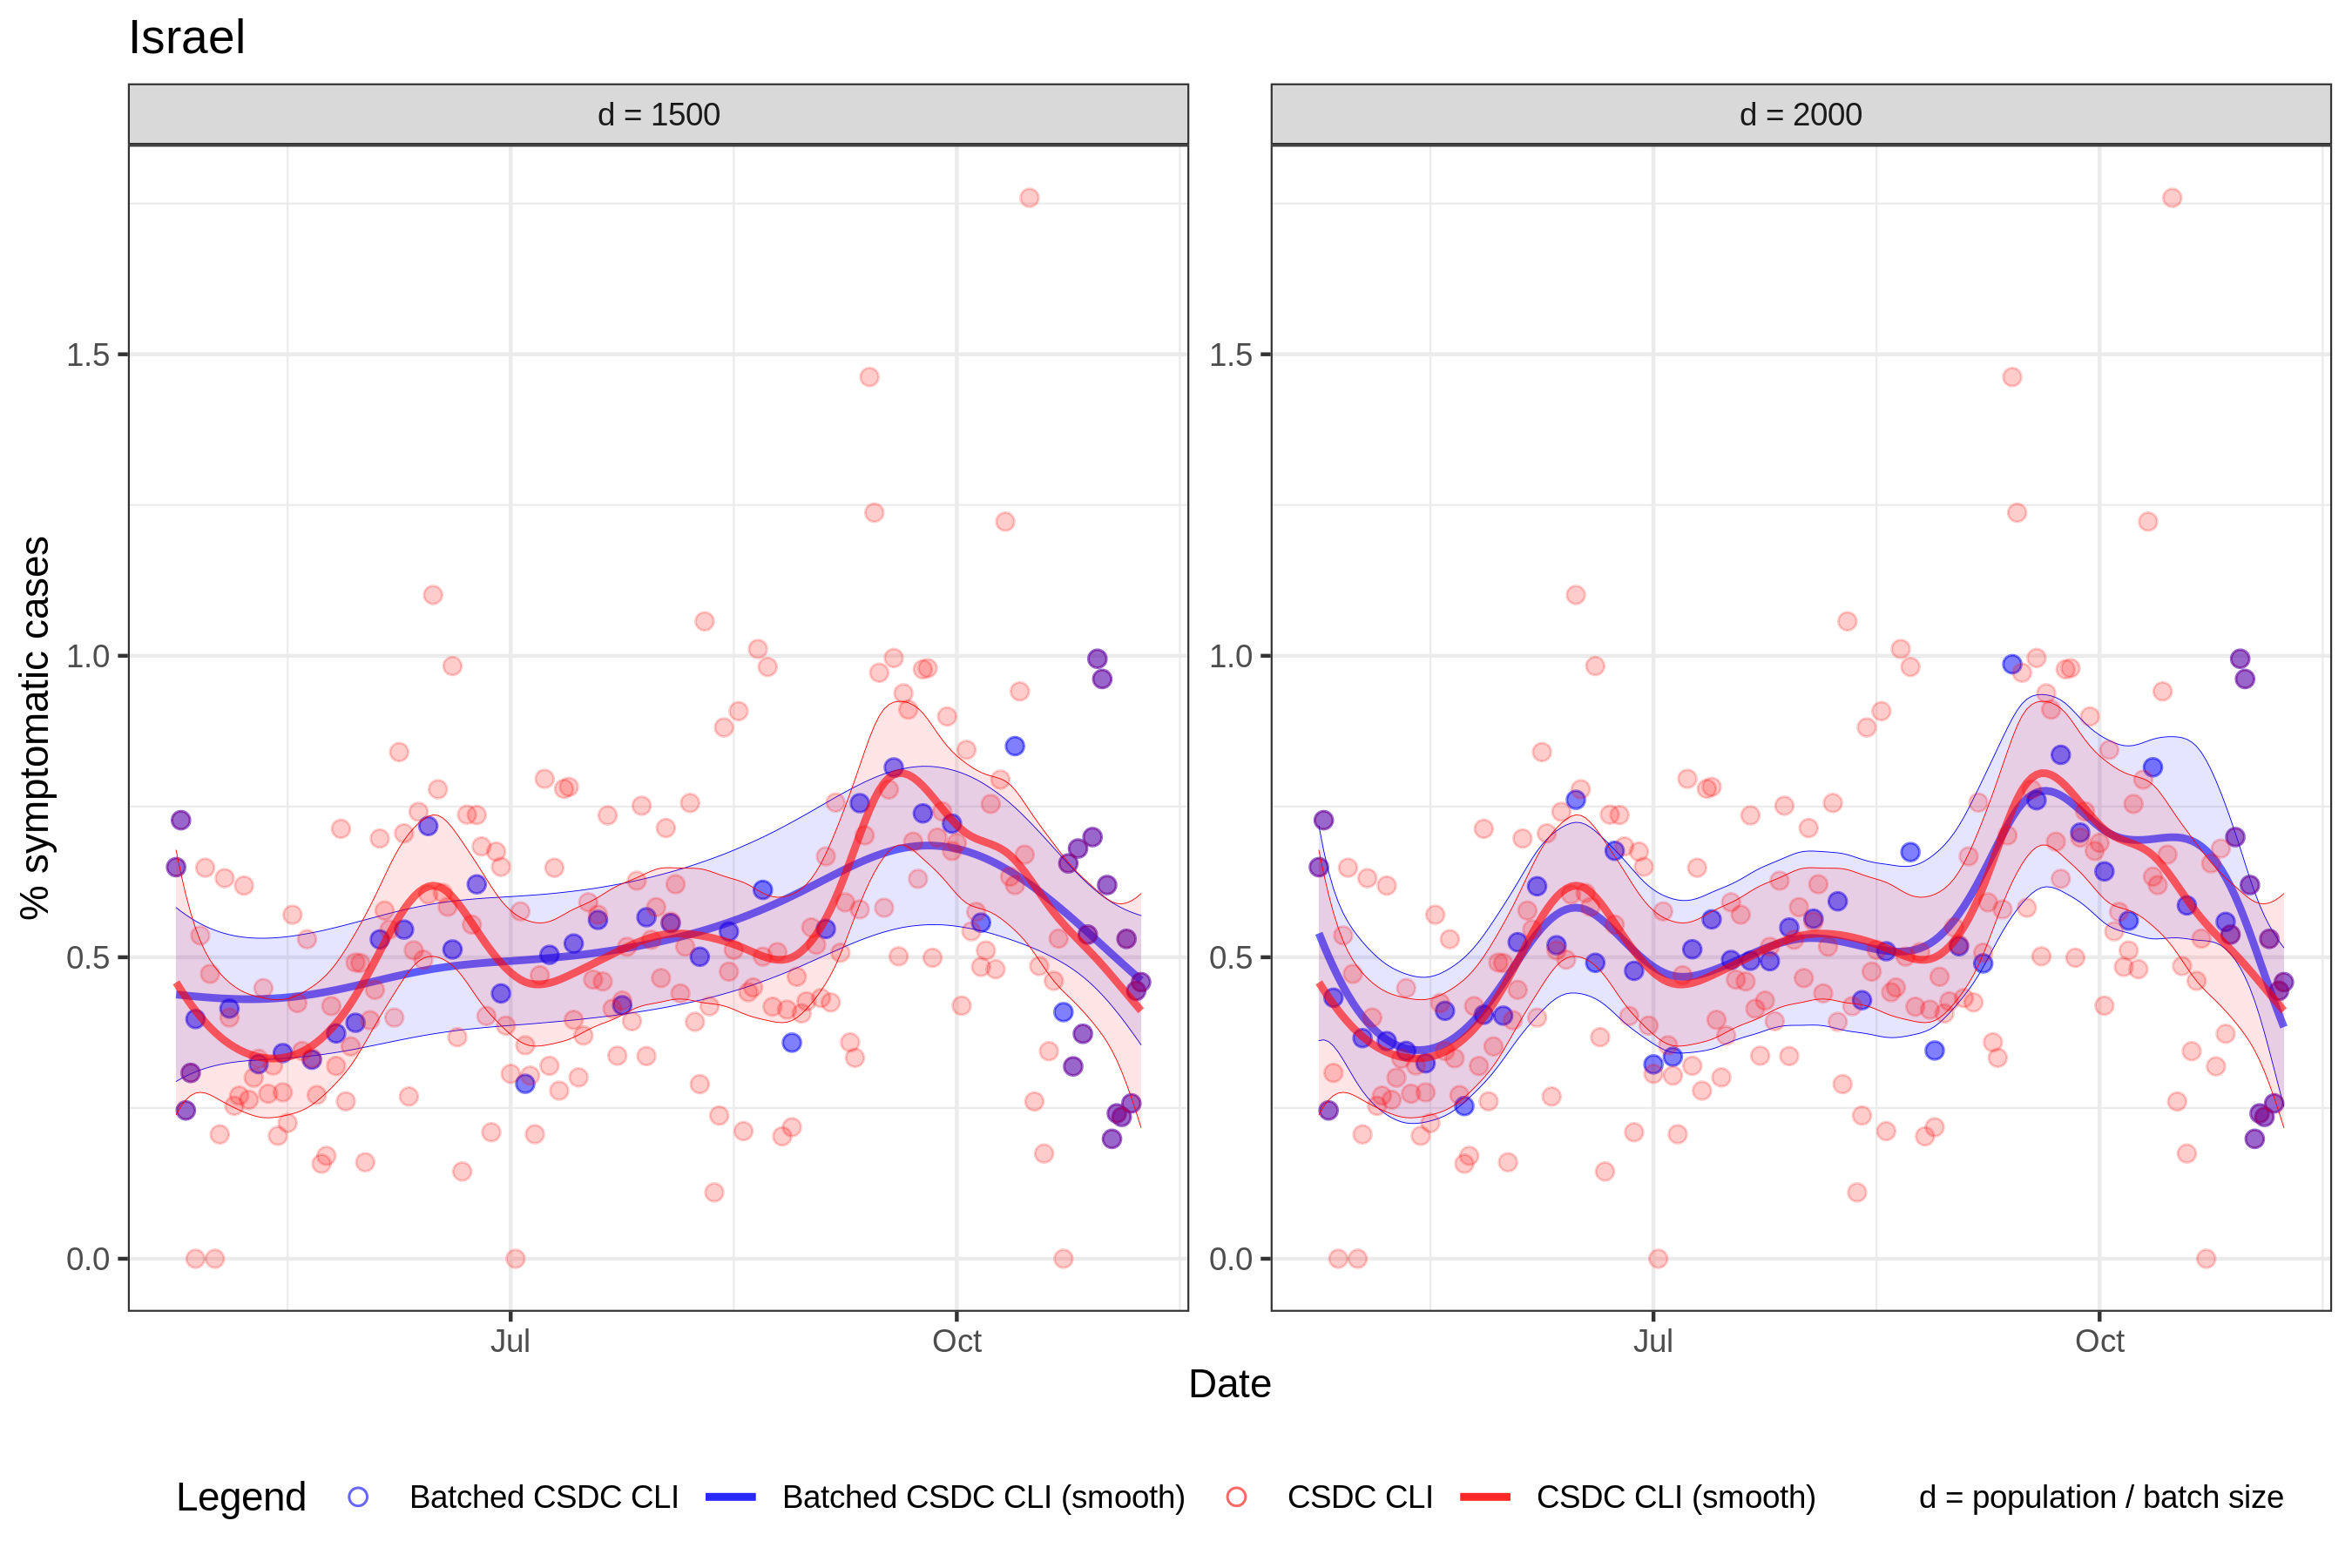 Israel
d = 1500
d = 2000
% symptomatic cases
1.5
1.0
0.5
0.0
1.5
1.0
0.5
0.0
Jul
Oct
Jul
Oct
Date
Legend
Batched CSDC CLI
Batched CSDC CLI (smooth)
CSDC CLI
CSDC CLI (smooth)
d = population / batch size